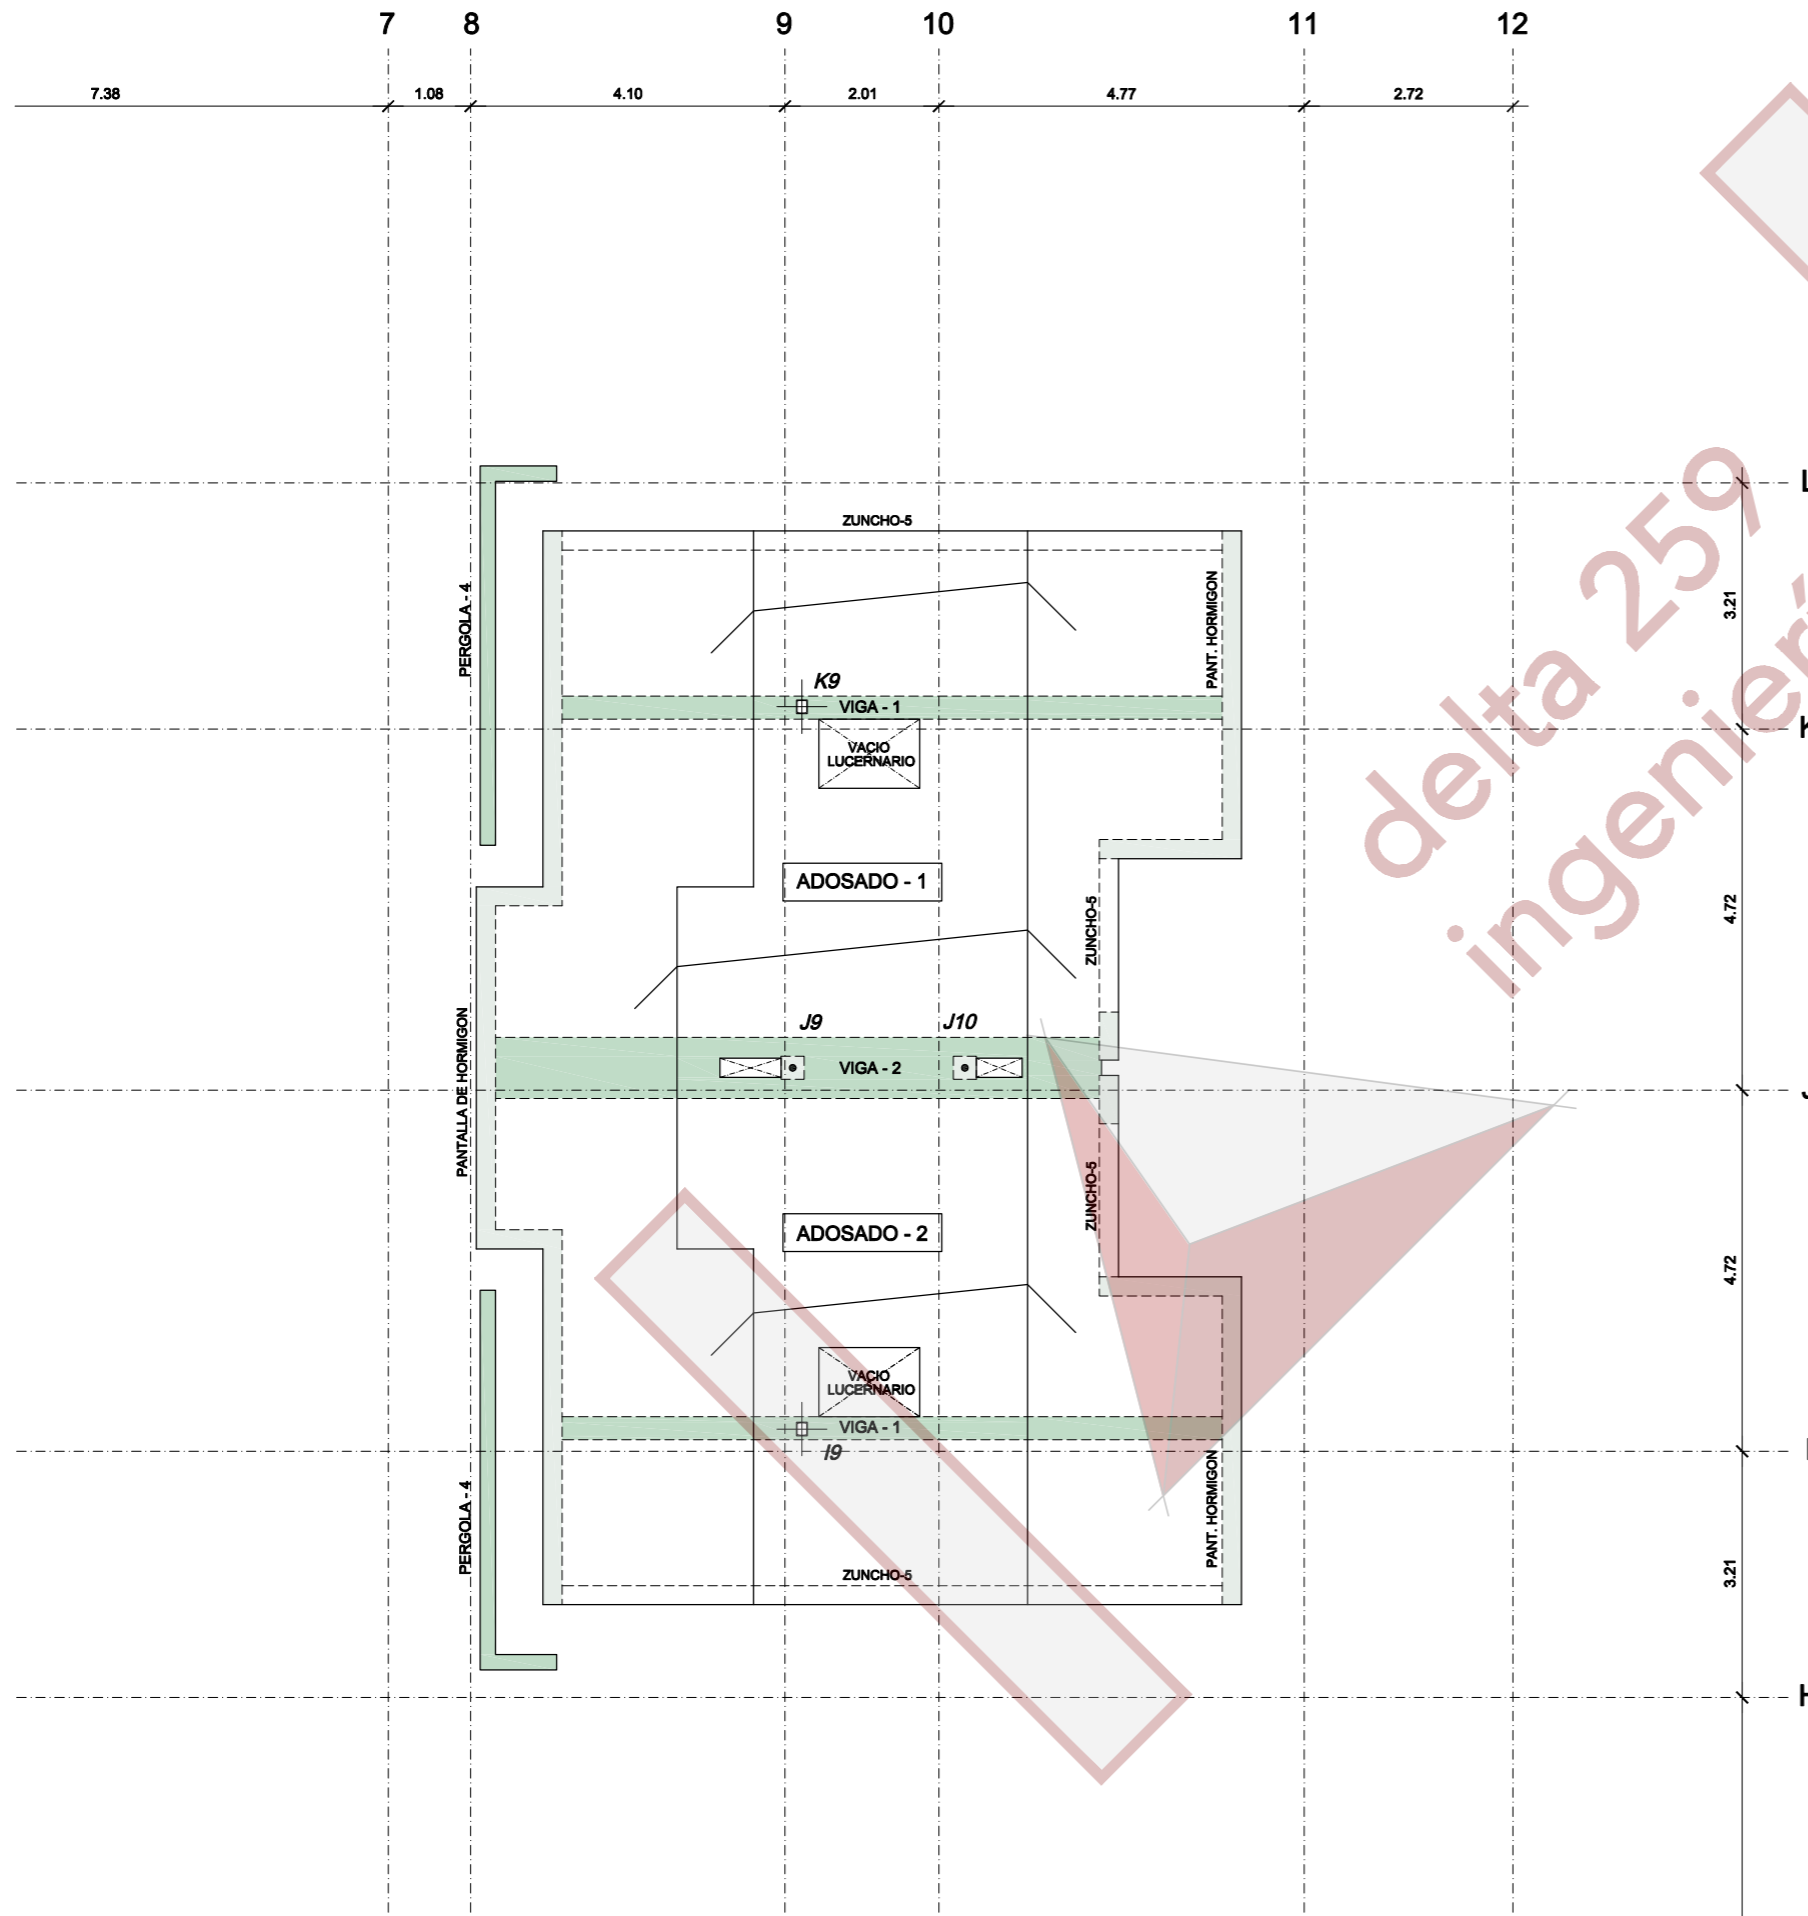 7 8 9 10 11 12
7.38 1.08 4.10 2.01 4.77 2.72
L
ZUNCHO-5
PERGOLA - 4
PANT. HORMIGON
3.21
delta 259
K9
VIGA - 1
VACIO
LUCERNARIO
ADOSADO - 1
ZUNCHO-5
4.72
J9 J10
VIGA - 2
PANTALLA DE HORMIGON
ZUNCHO-5
ADOSADO - 2
4.72
VACIO
LUCERNARIO
VIGA - 1
I9
PERGOLA - 4
PANT. HORMIGON
3.21
ZUNCHO-5